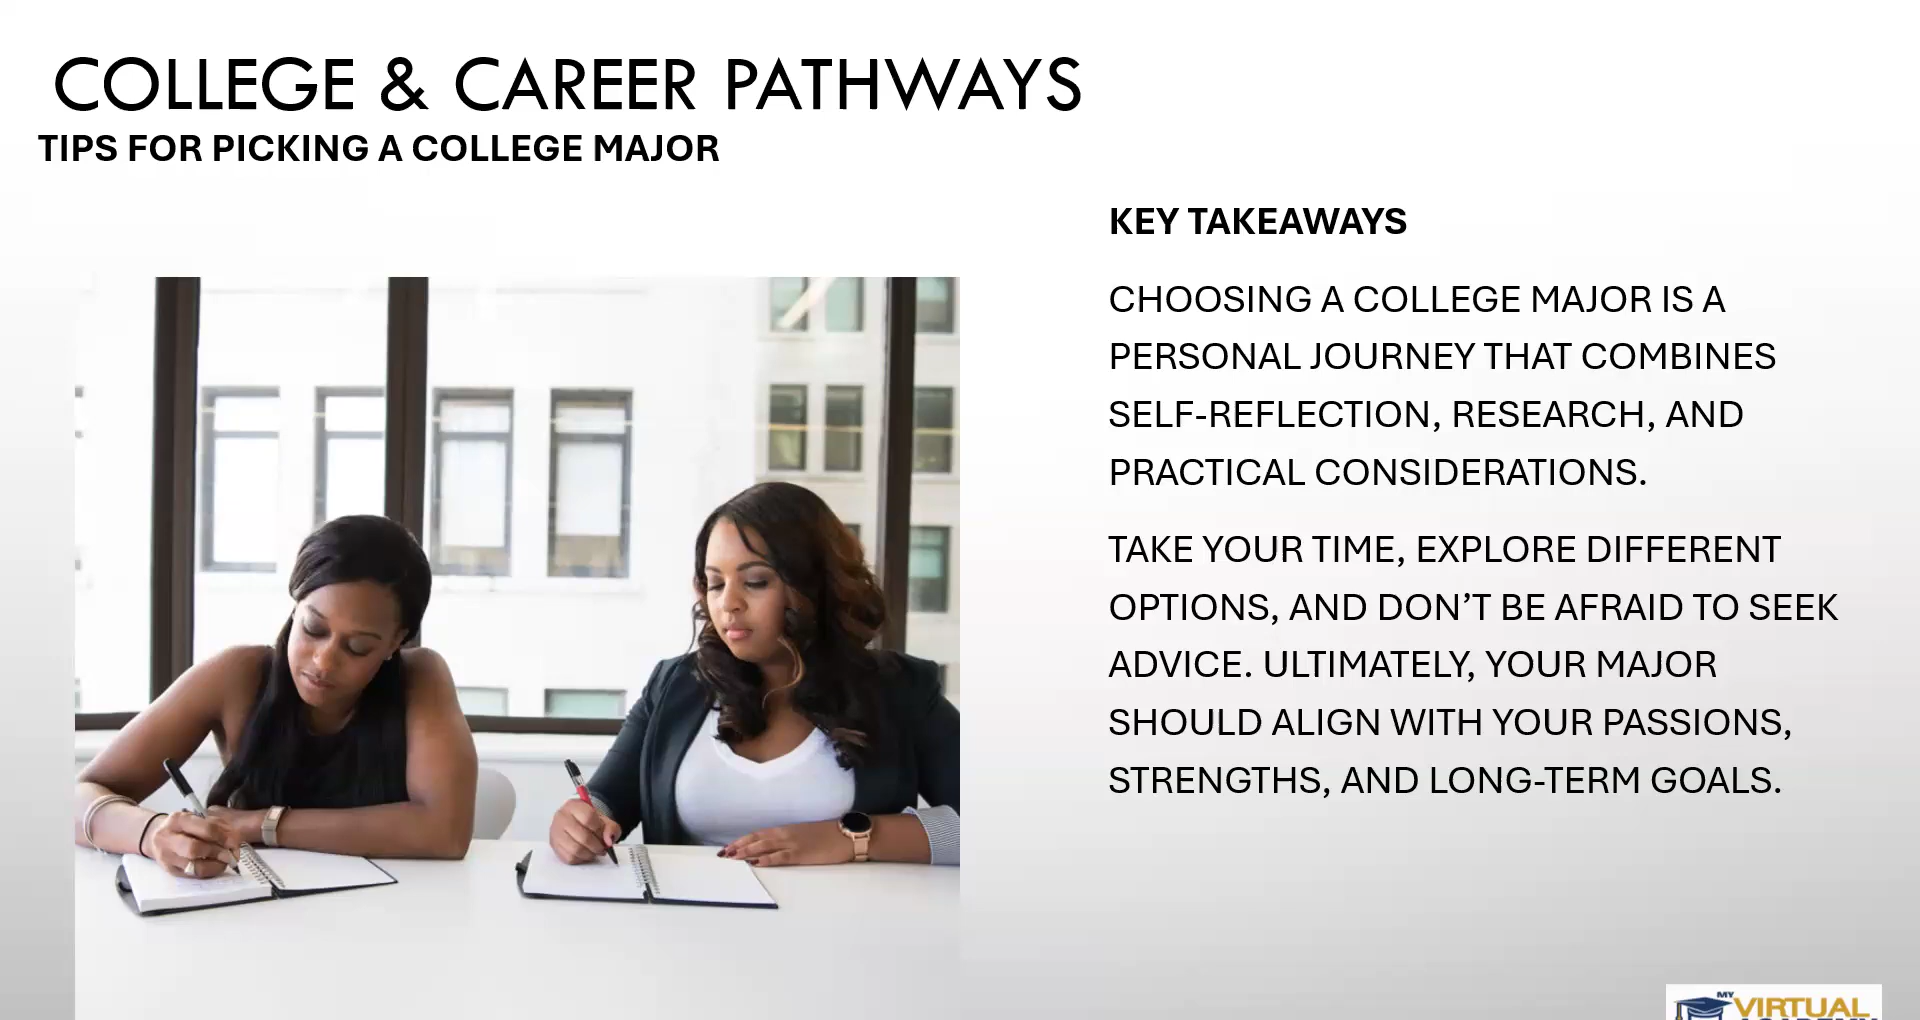 COLLEGE & CAREER PATHWAYS
TIPS FOR PICKING A COLLEGE MAJOR
KEY TAKEAWAYS
CHOOSING A COLLEGE MAJOR IS A
PERSONAL JOURNEY THAT COMBINES
SELF-REFLECTION, RESEARCH, AND
PRACTICAL CONSIDERATIONS.
TAKE YOUR TIME, EXPLORE DIFFERENT
OPTIONS, AND DON’T BE AFRAID TO SEEK
ADVICE. ULTIMATELY, YOUR MAJOR
SHOULD ALIGN WITH YOUR PASSIONS,
STRENGTHS, AND LONG-TERM GOALS.
MY
VIRTUAL